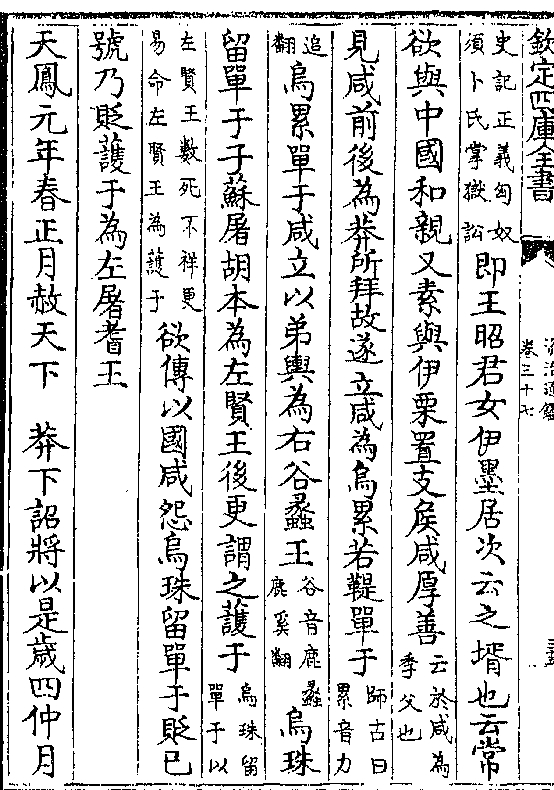 欽定四庫全書
資治通鑑
卷三十七
史記正義匈奴須卜氏掌獄訟即王昭君女伊墨居次云之壻也云常
欲與中國和親又素與伊栗置支侯咸厚善云於咸為季父也
見咸前後為莽所拜故遂立咸為烏累若鞮單于師古曰累音力
追翻烏累單于咸立以弟輿為右谷蠡王谷音鹿蠡鹿奚翻烏珠
留單于子蘇屠胡本為左賢王後更謂之護于烏珠留單于以
左賢王數死不祥更易命左賢王為護于欲傳以國咸怨烏珠留單于貶已
號乃貶護于為左屠耆王
天鳳元年春正月赦天下 莽下詔將以是歲四仲月